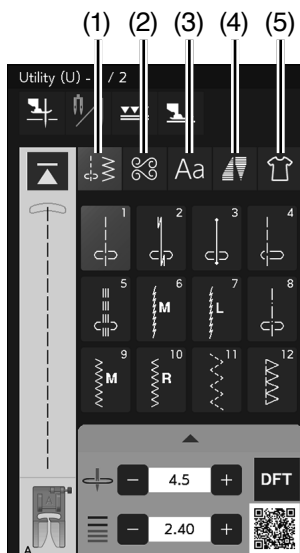 (1) (2) (3) (4) (5)
Utility (U) - / 2
Aa
1 2 3 4
5 6 7 8
M L
9 10 11 12
M R
4.5 DFT
2.40
A